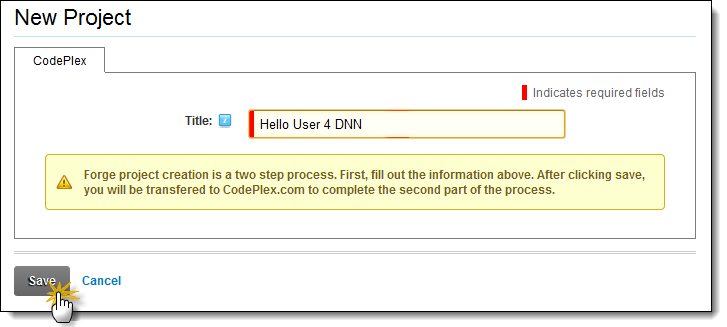 New Project
CodePlex
Indicates required fields
Title:
Hello User 4 DNN
Forge project creation is a two step process. First, fill out the information above. After clicking save,
you will be transfered to CodePlex.com to complete the second part of the process.
Save Cancel